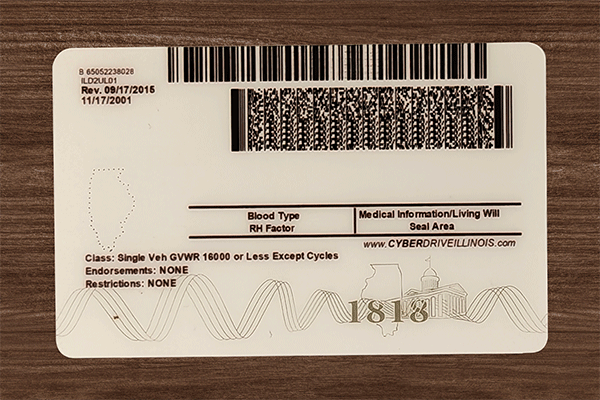 B 65052238028
ILD2UL01
Rev. 09/17/2015
11/17/2001
Blood Type
RH Factor
Medical Information/Living Will
Seal Area
www.CYBERDRIVEILLINOIS.com
Class: Single Veh GVWR 16000 or Less Except Cycles
Endorsements: NONE
Restrictions: NONE
1818